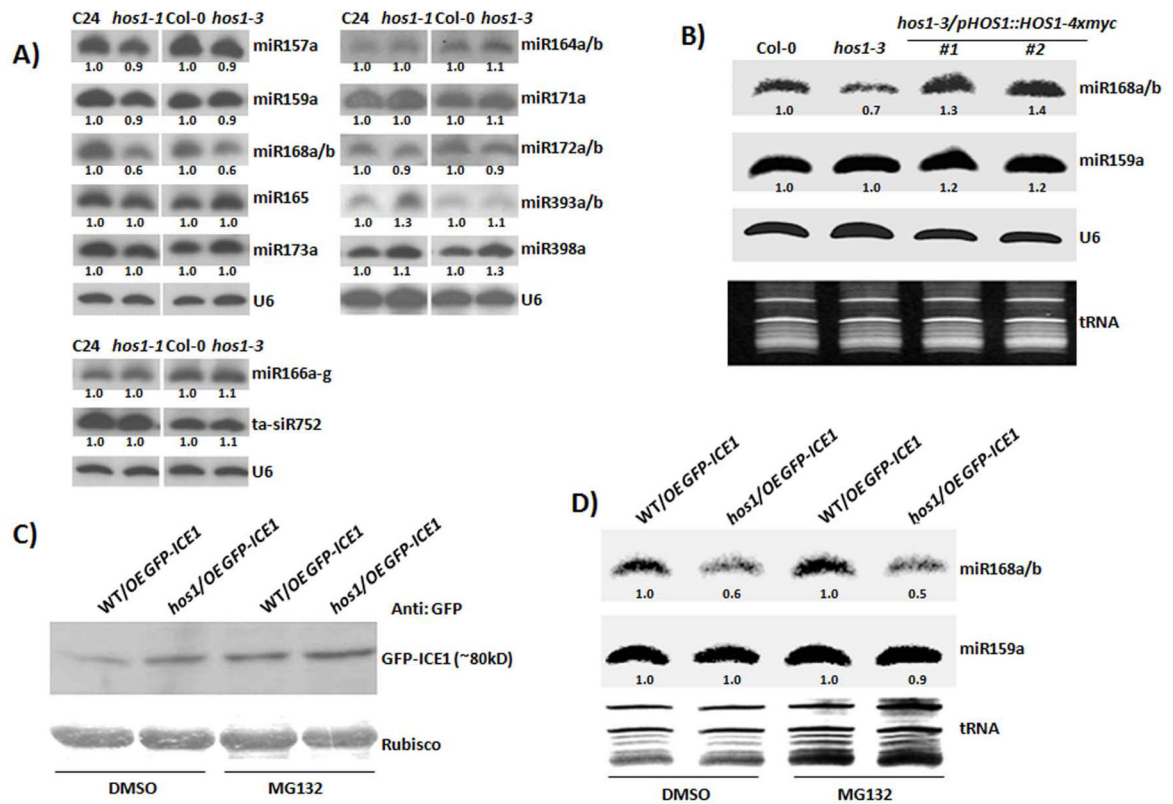 A)
C24 hos1-1 Col-0 hos1-3
miR157a
1.0 0.9 1.0 0.9
miR159a
1.0 0.9 1.0 0.9
miR168a/b
1.0 0.6 1.0 0.6
miR165
1.0 1.0 1.0 1.0
miR173a
1.0 1.0 1.0 1.0
U6
C24 hos1-1 Col-0 hos1-3
miR164a/b
1.0 1.0 1.0 1.1
miR171a
1.0 1.0 1.0 1.1
miR172a/b
1.0 0.9 1.0 0.9
miR393a/b
1.0 1.3 1.0 1.1
miR398a
1.0 1.1 1.0 1.3
U6
C24 hos1-1 Col-0 hos1-3
miR166a-g
1.0 1.0 1.0 1.1
ta-siR752
1.0 1.0 1.0 1.1
U6
B)
hos1-3/pHOS1::HOS1-4xmyc
Col-0 hos1-3 #1 #2
miR168a/b
1.0 0.7 1.3 1.4
miR159a
1.0 1.0 1.2 1.2
U6
tRNA
C)
WT/OE GFP-ICE1 hos1/OE GFP-ICE1 WT/OE GFP-ICE1 hos1/OE GFP-ICE1
Anti: GFP
GFP-ICE1 (~80kD)
Rubisco
DMSO MG132
D)
WT/OE GFP-ICE1 hos1/OE GFP-ICE1 WT/OE GFP-ICE1 hos1/OE GFP-ICE1
miR168a/b
1.0 0.6 1.0 0.5
miR159a
1.0 1.0 1.0 0.9
tRNA
DMSO MG132